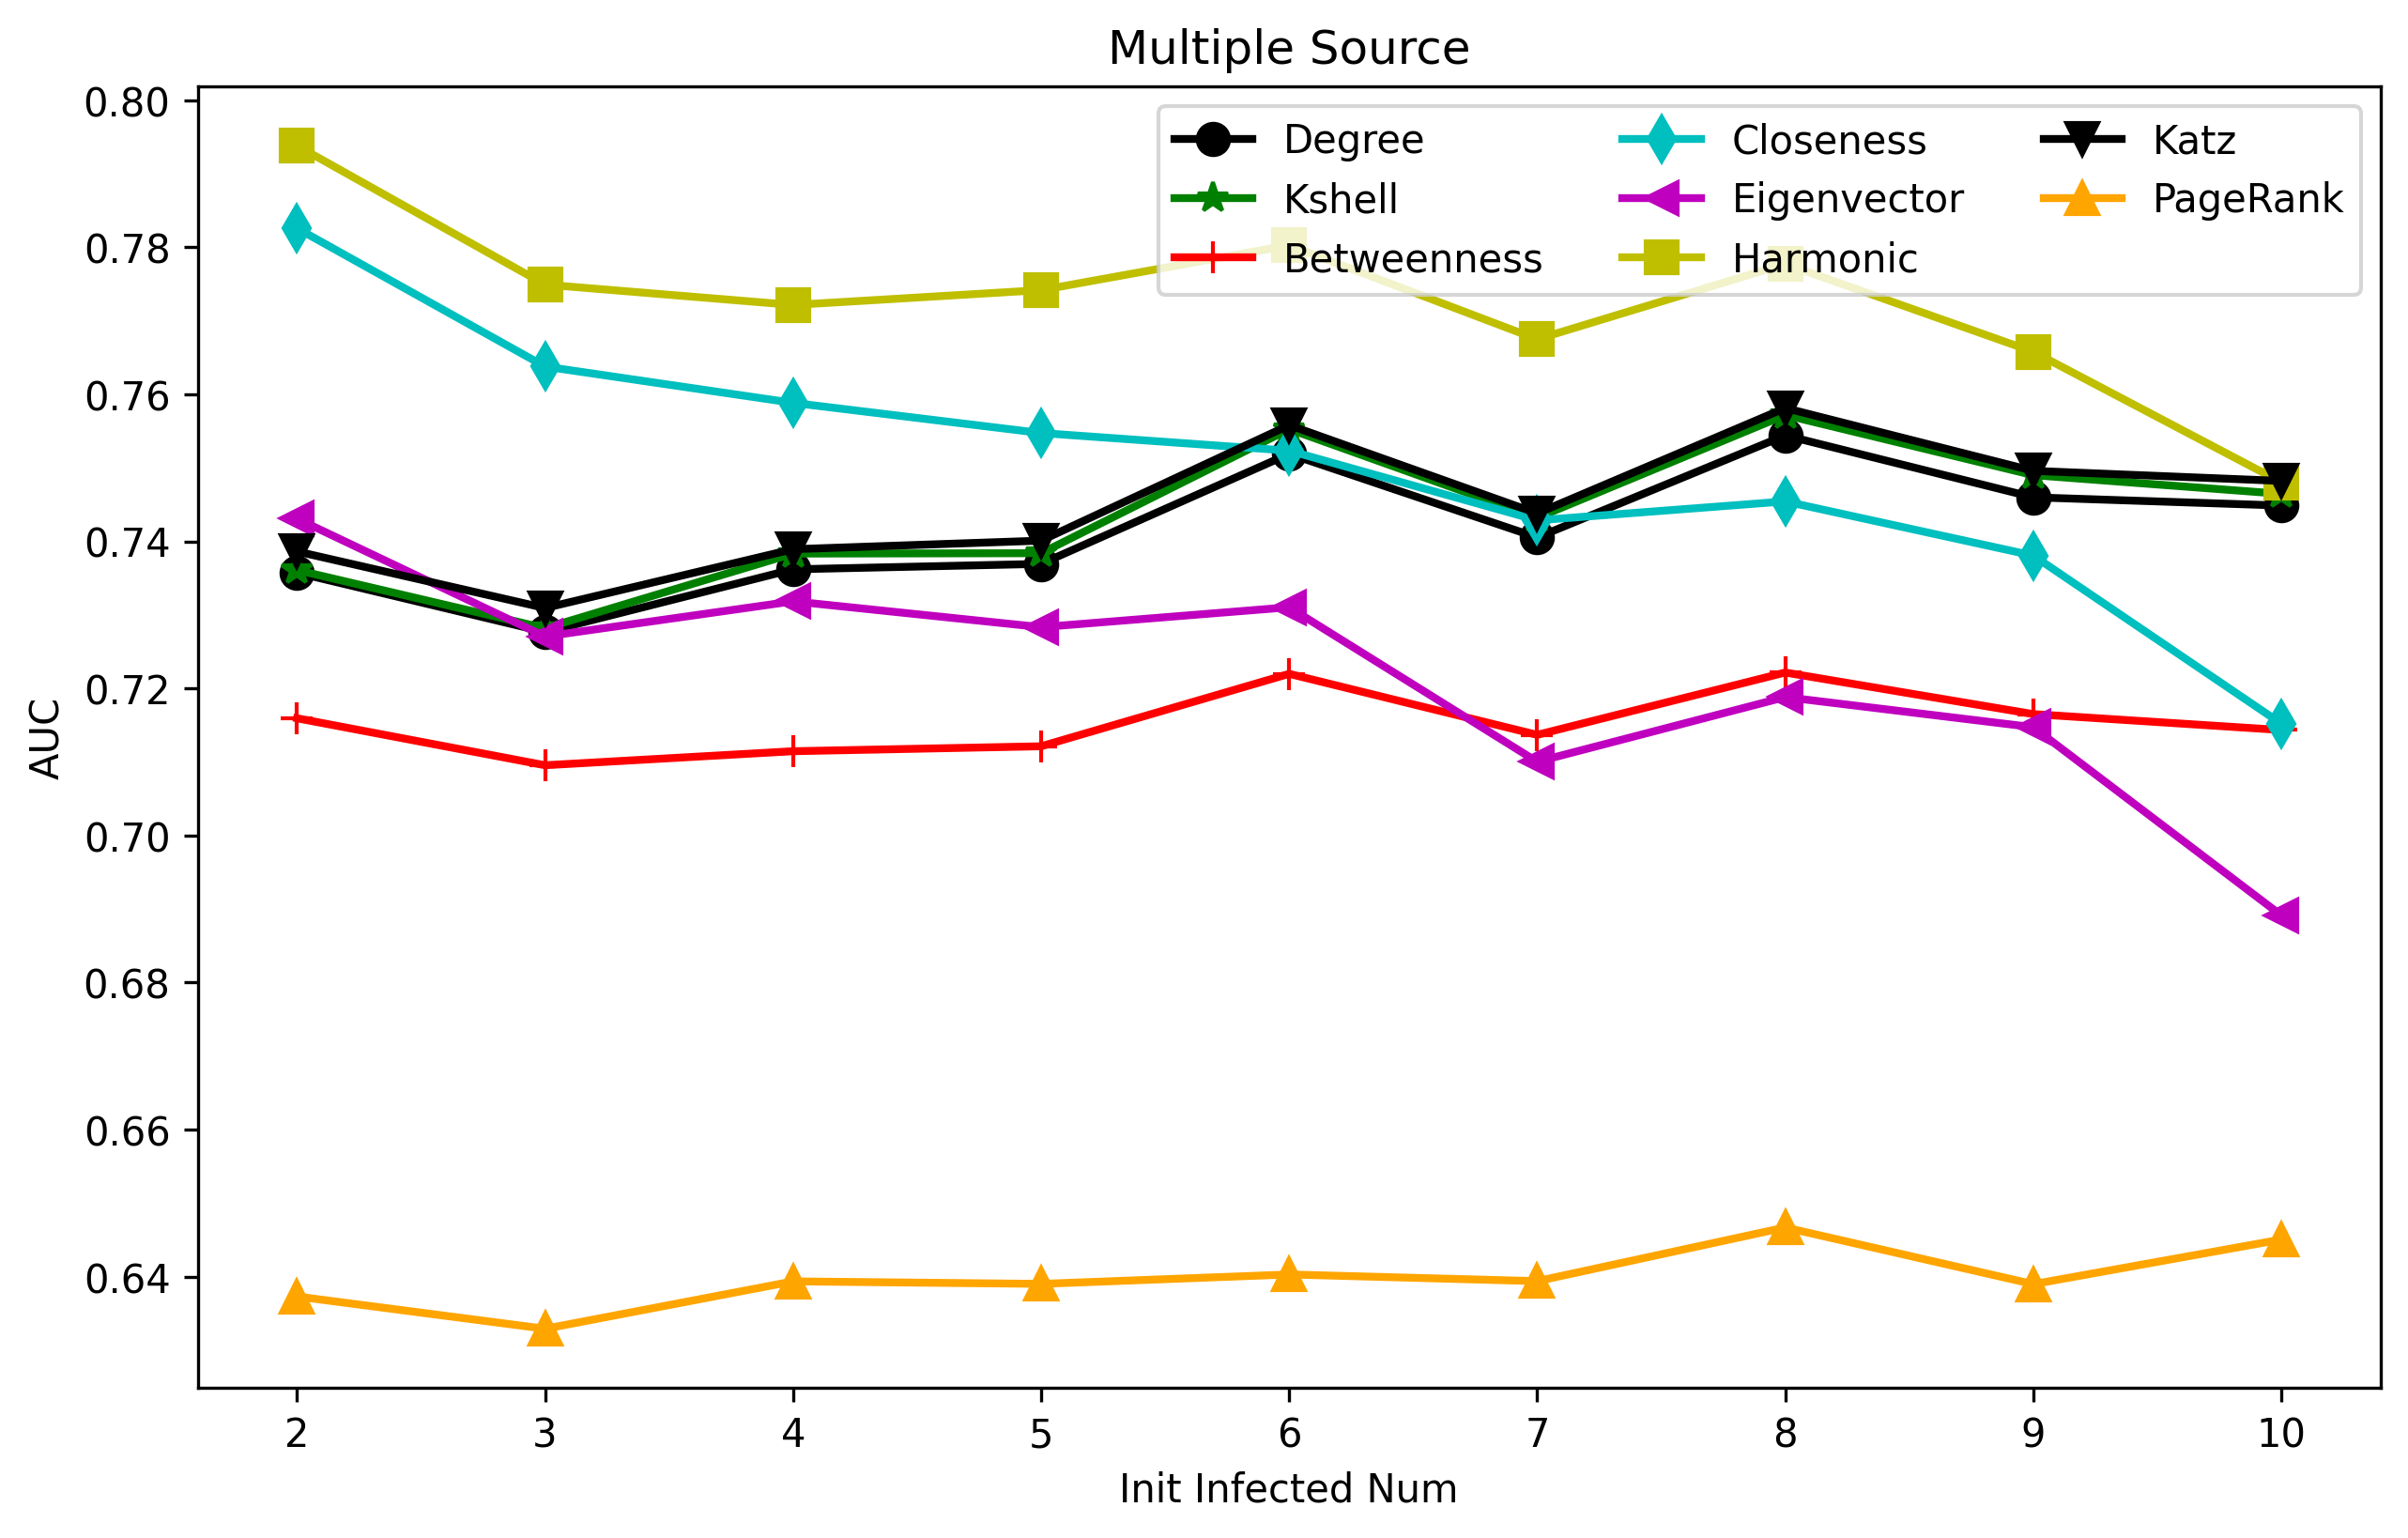 Multiple Source
0.80
0.78
0.76
0.74
0.72
0.70
0.68
0.66
0.64
AUC
Degree
Kshell
Betweenness
Closeness
Eigenvector
Harmonic
Katz
PageRank
2 3 4 5 6 7 8 9 10
Init Infected Num